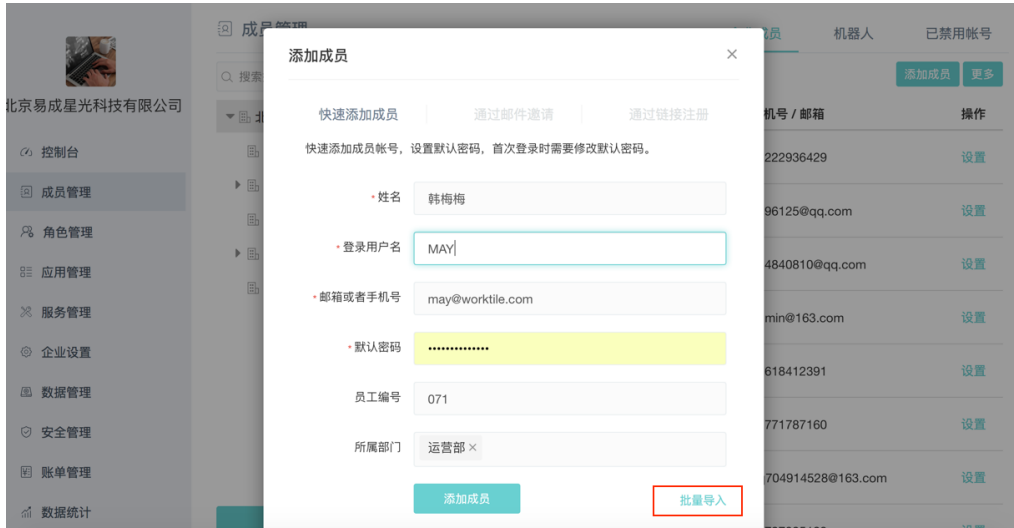 北京易成星光科技有限公司
控制台
成员管理
角色管理
应用管理
服务管理
企业设置
数据管理
安全管理
账单管理
数据统计
成员管理
搜索
机器人
已禁用帐号
添加成员
更多
机号 / 邮箱
操作
222936429
设置
96125@qq.com
设置
4840810@qq.com
设置
min@163.com
设置
618412391
设置
771787160
设置
704914528@163.com
设置
添加成员
快速添加成员
通过邮件邀请
通过链接注册
快速添加成员帐号，设置默认密码，首次登录时需要修改默认密码。
*姓名
韩梅梅
*登录用户名
MAY
*邮箱或者手机号
may@worktile.com
*默认密码
员工编号
071
所属部门
运营部 ×
添加成员
批量导入